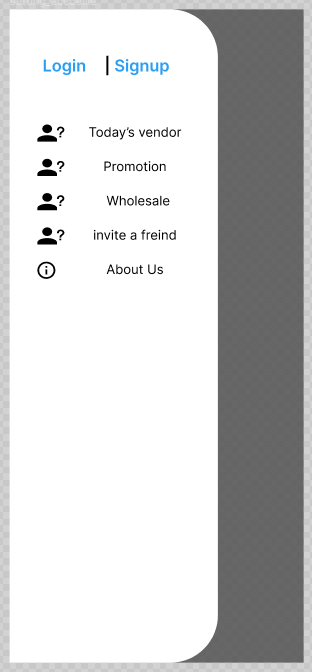 Login | Signup
? Today's vendor
? Promotion
? Wholesale
? invite a freind
About Us